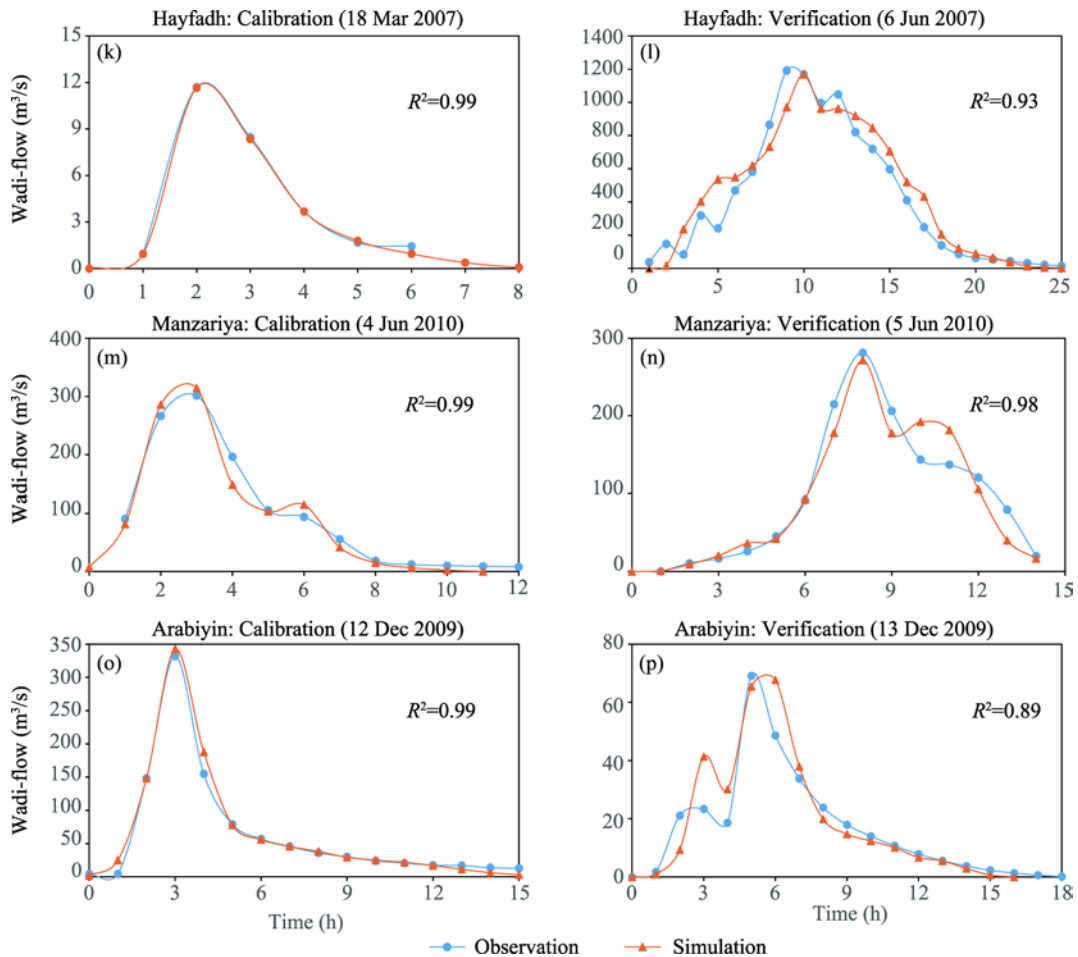 Hayfadh: Calibration (18 Mar 2007)
Hayfadh: Verification (6 Jun 2007)
Wadi-flow (m³/s)
15
12
9
6
3
0
(k)
R²=0.99
0 1 2 3 4 5 6 7 8
1400
1200
1000
800
600
400
200
0
(l)
R²=0.93
5 10 15 20 25
Manzariya: Calibration (4 Jun 2010)
Manzariya: Verification (5 Jun 2010)
Wadi-flow (m³/s)
400
300
200
100
0
(m)
R²=0.99
0 2 4 6 8 10 12
300
200
100
0
(n)
R²=0.98
0 3 6 9 12 15
Arabiyin: Calibration (12 Dec 2009)
Arabiyin: Verification (13 Dec 2009)
Wadi-flow (m³/s)
350
300
250
200
150
100
50
0
(o)
R²=0.99
0 3 6 9 12 15
Time (h)
80
60
40
20
0
(p)
R²=0.89
0 3 6 9 12 15 18
Time (h)
Observation
Simulation